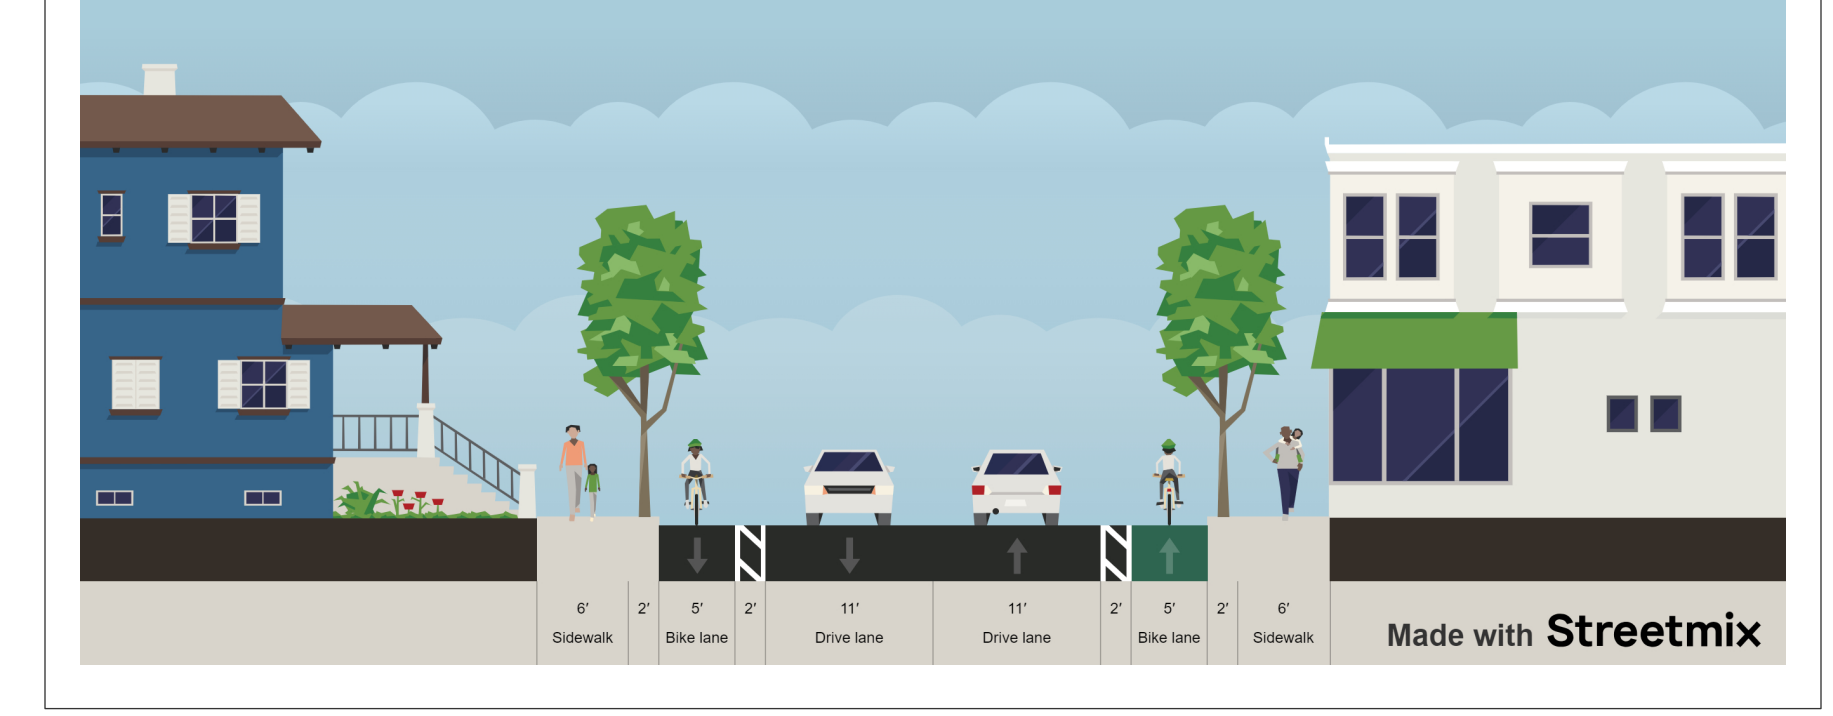 6′ 2′ 5′ 2′ 11′ 11′ 2′ 5′ 2′ 6′
Sidewalk Bike lane Drive lane Drive lane Bike lane Sidewalk
Made with Streetmix